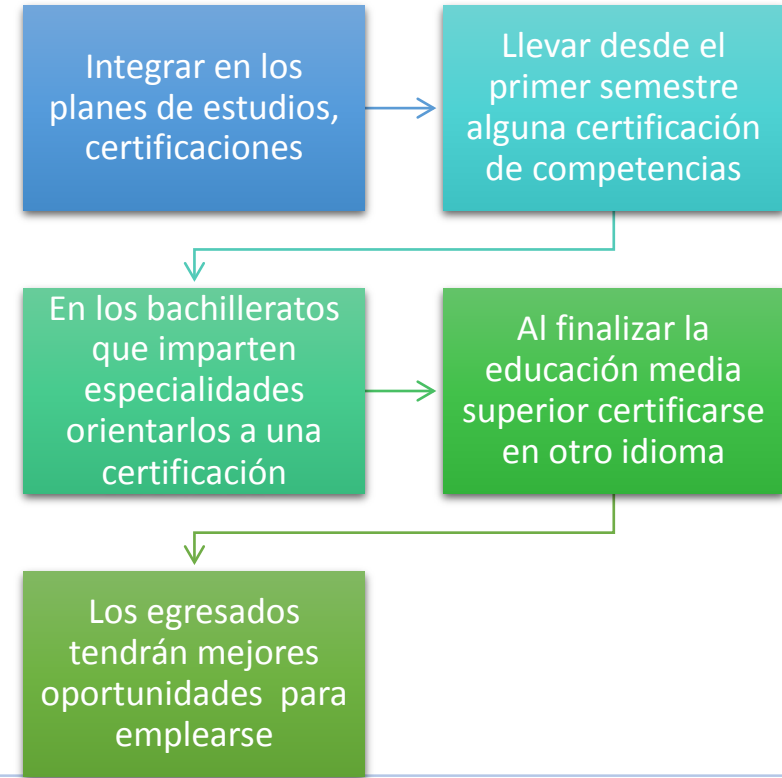 Integrar en los
planes de estudios,
certificaciones
Llevar desde el
primer semestre
alguna certificación
de competencias
En los bachilleratos
que imparten
especialidades
orientarlos a una
certificación
Al finalizar la
educación media
superior certificarse
en otro idioma
Los egresados
tendrán mejores
oportunidades para
emplearse